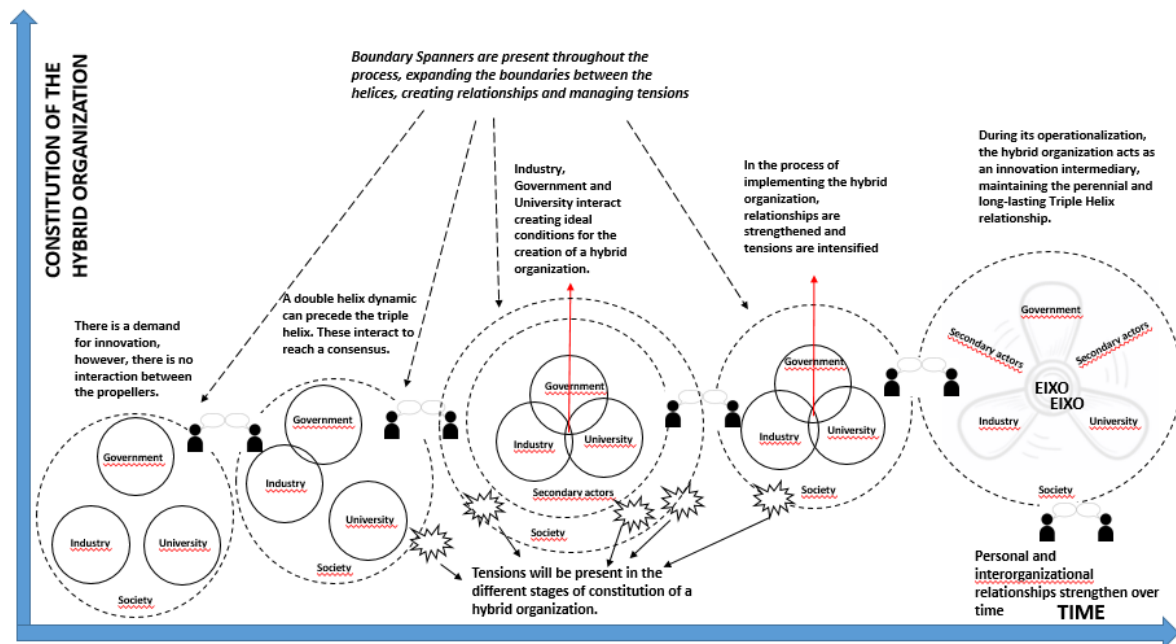 CONSTITUTION OF THE
HYBRID ORGANIZATION
Boundary Spanners are present throughout the
process, expanding the boundaries between the
helices, creating relationships and managing tensions
There is a demand
for innovation,
however, there is no
interaction between
the propellers.
Government
Industry
University
Society
A double helix dynamic
can precede the triple
helix. These interact to
reach a consensus.
Government
Industry
University
Society
Industry,
Government and
University interact
creating ideal
conditions for the
creation of a hybrid
organization.
Government
Industry
University
Secondary actors
Society
In the process of
implementing the hybrid
organization,
relationships are
strengthened and
tensions are intensified
Government
Industry
University
Society
During its operationalization,
the hybrid organization acts as
an innovation intermediary,
maintaining the perennial and
long-lasting Triple Helix
relationship.
Government
Secondary actors
Secondary actors
EIXO
EIXO
Industry
University
Society
Tensions will be present in the
different stages of constitution of a
hybrid organization.
Personal and
interorganizational
relationships strengthen over
time
TIME